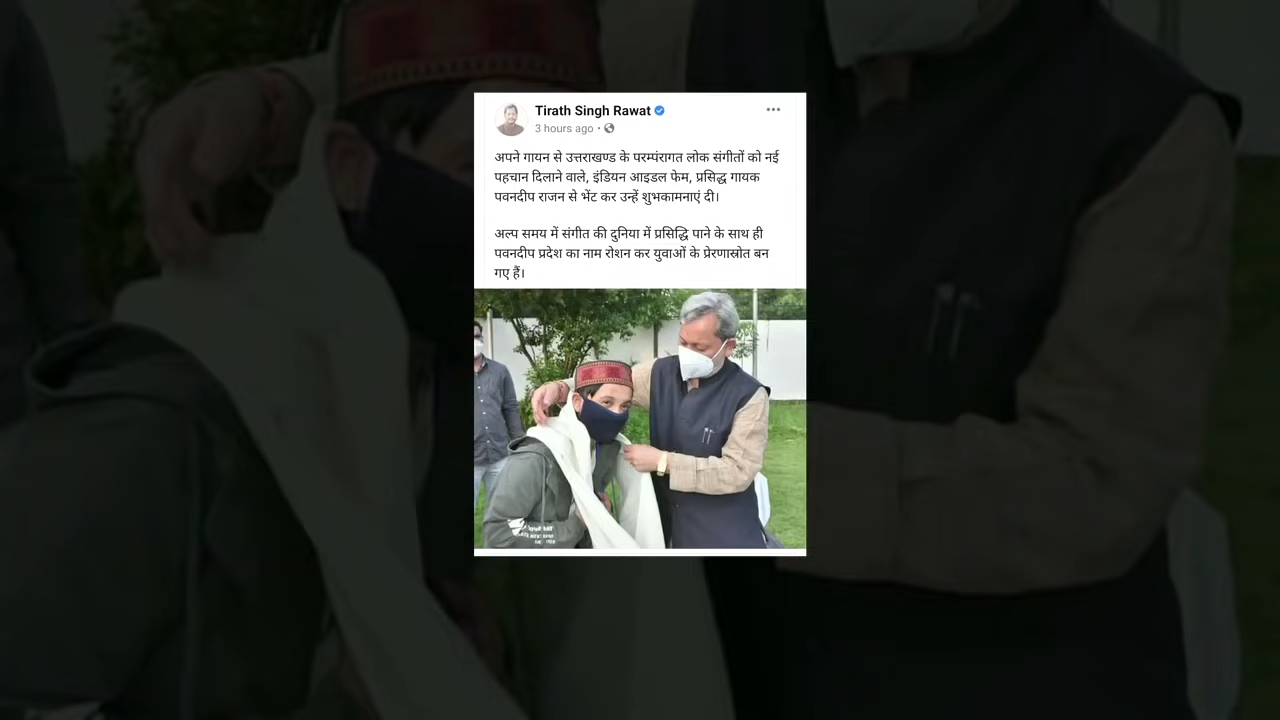 Tirath Singh Rawat
3 hours ago
अपने गायन से उत्तराखण्ड के परम्पंरागत लोक संगीतों को नई
पहचान दिलाने वाले, इंडियन आइडल फेम, प्रसिद्ध गायक
पवनदीप राजन से भेंट कर उन्हें शुभकामनाएं दी।
अल्प समय में संगीत की दुनिया में प्रसिद्धि पाने के साथ ही
पवनदीप प्रदेश का नाम रोशन कर युवाओं के प्रेरणास्रोत बन
गए हैं।